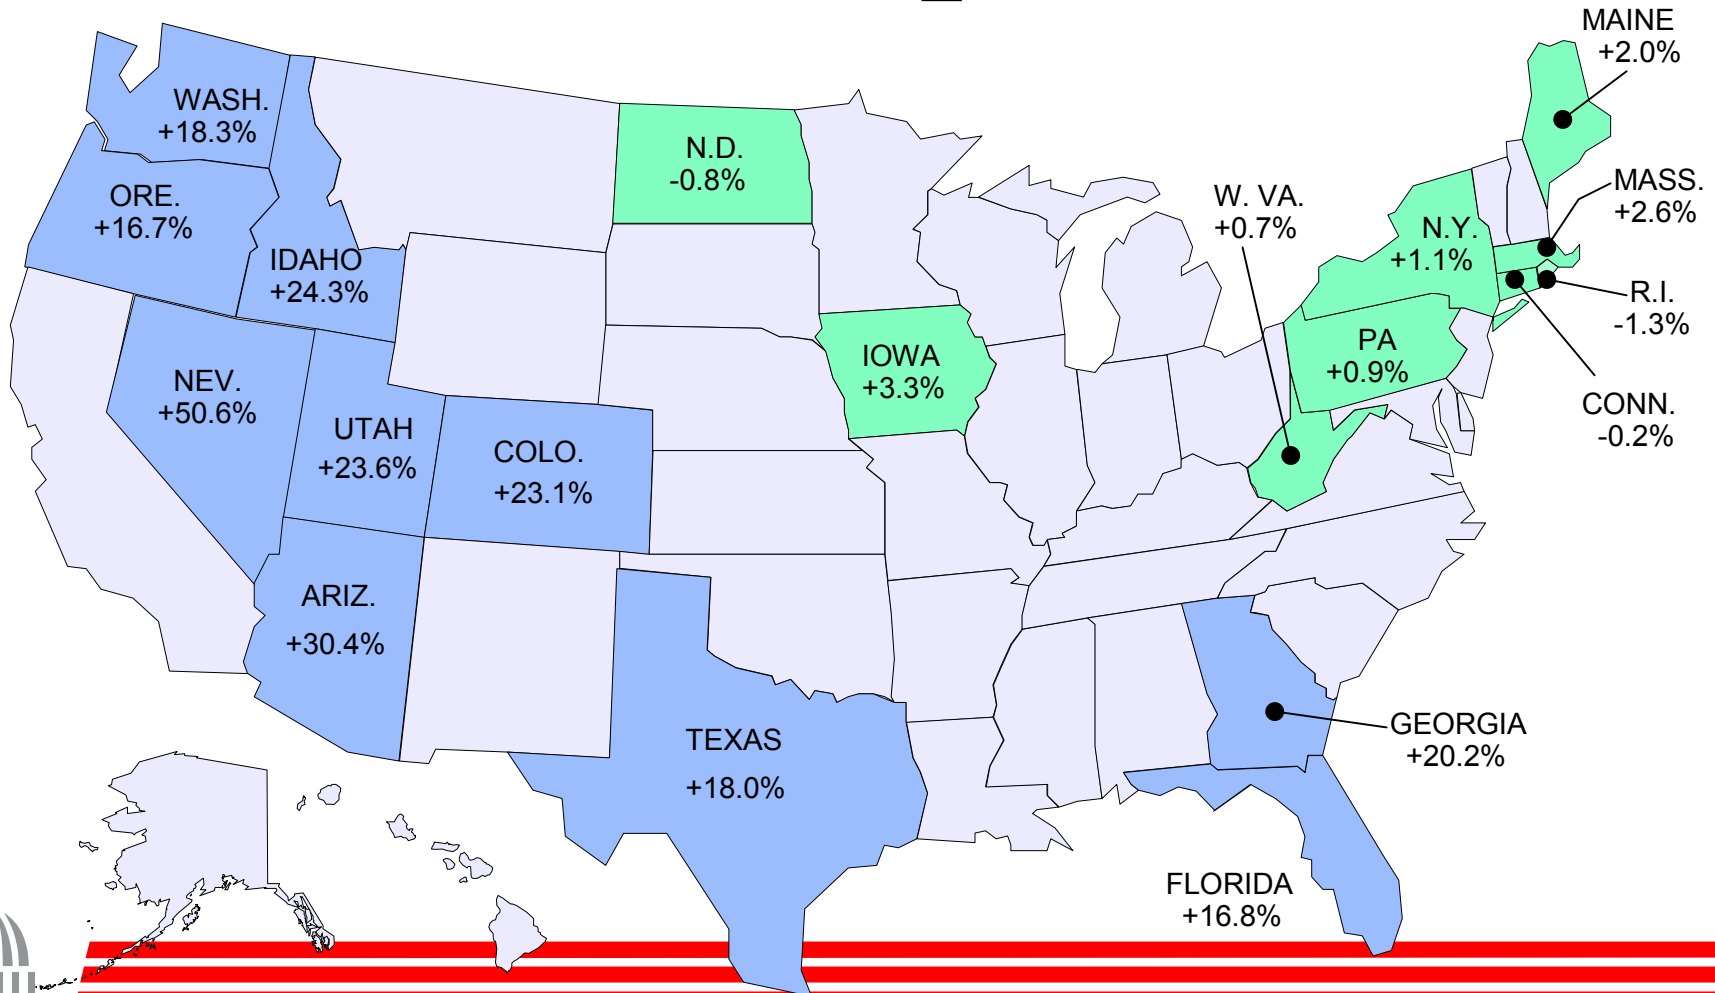 MAINE
+2.0%
WASH.
+18.3%
N.D.
-0.8%
MASS.
+2.6%
ORE.
+16.7%
W. VA.
+0.7%
N.Y.
+1.1%
IDAHO
+24.3%
R.I.
-1.3%
NEV.
+50.6%
IOWA
+3.3%
PA
+0.9%
CONN.
-0.2%
UTAH
+23.6%
COLO.
+23.1%
ARIZ.
+30.4%
TEXAS
+18.0%
GEORGIA
+20.2%
FLORIDA
+16.8%